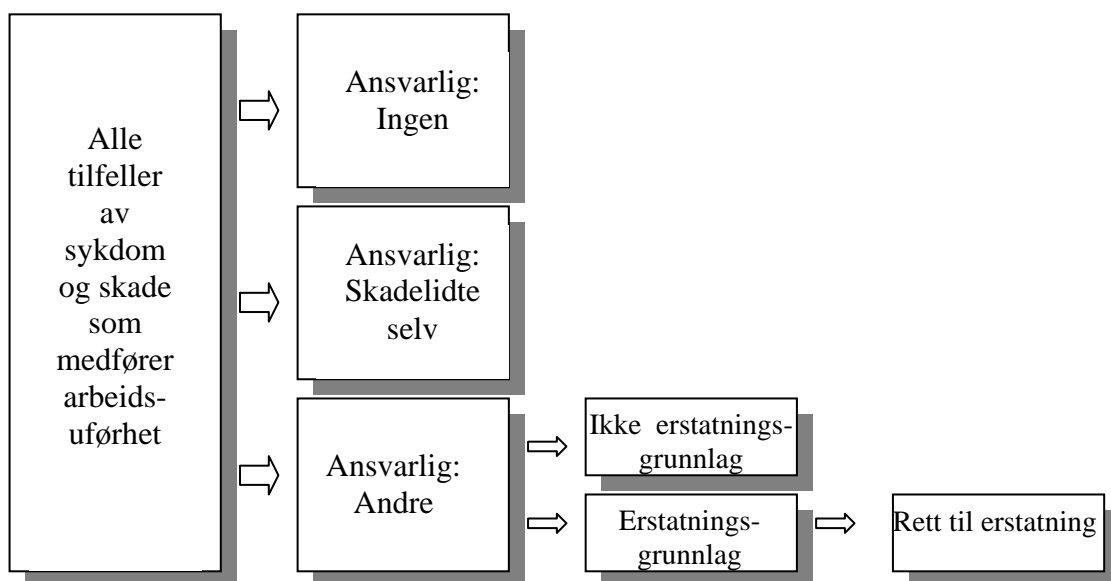 Alle
tilfeller
av
sykdom
og skade
som
medfører
arbeids-
uførhet
Ansvarlig:
Ingen
Ansvarlig:
Skadelidte
selv
Ansvarlig:
Andre
Ikke erstatnings-
grunnlag
Erstatnings-
grunnlag
Rett til erstatning